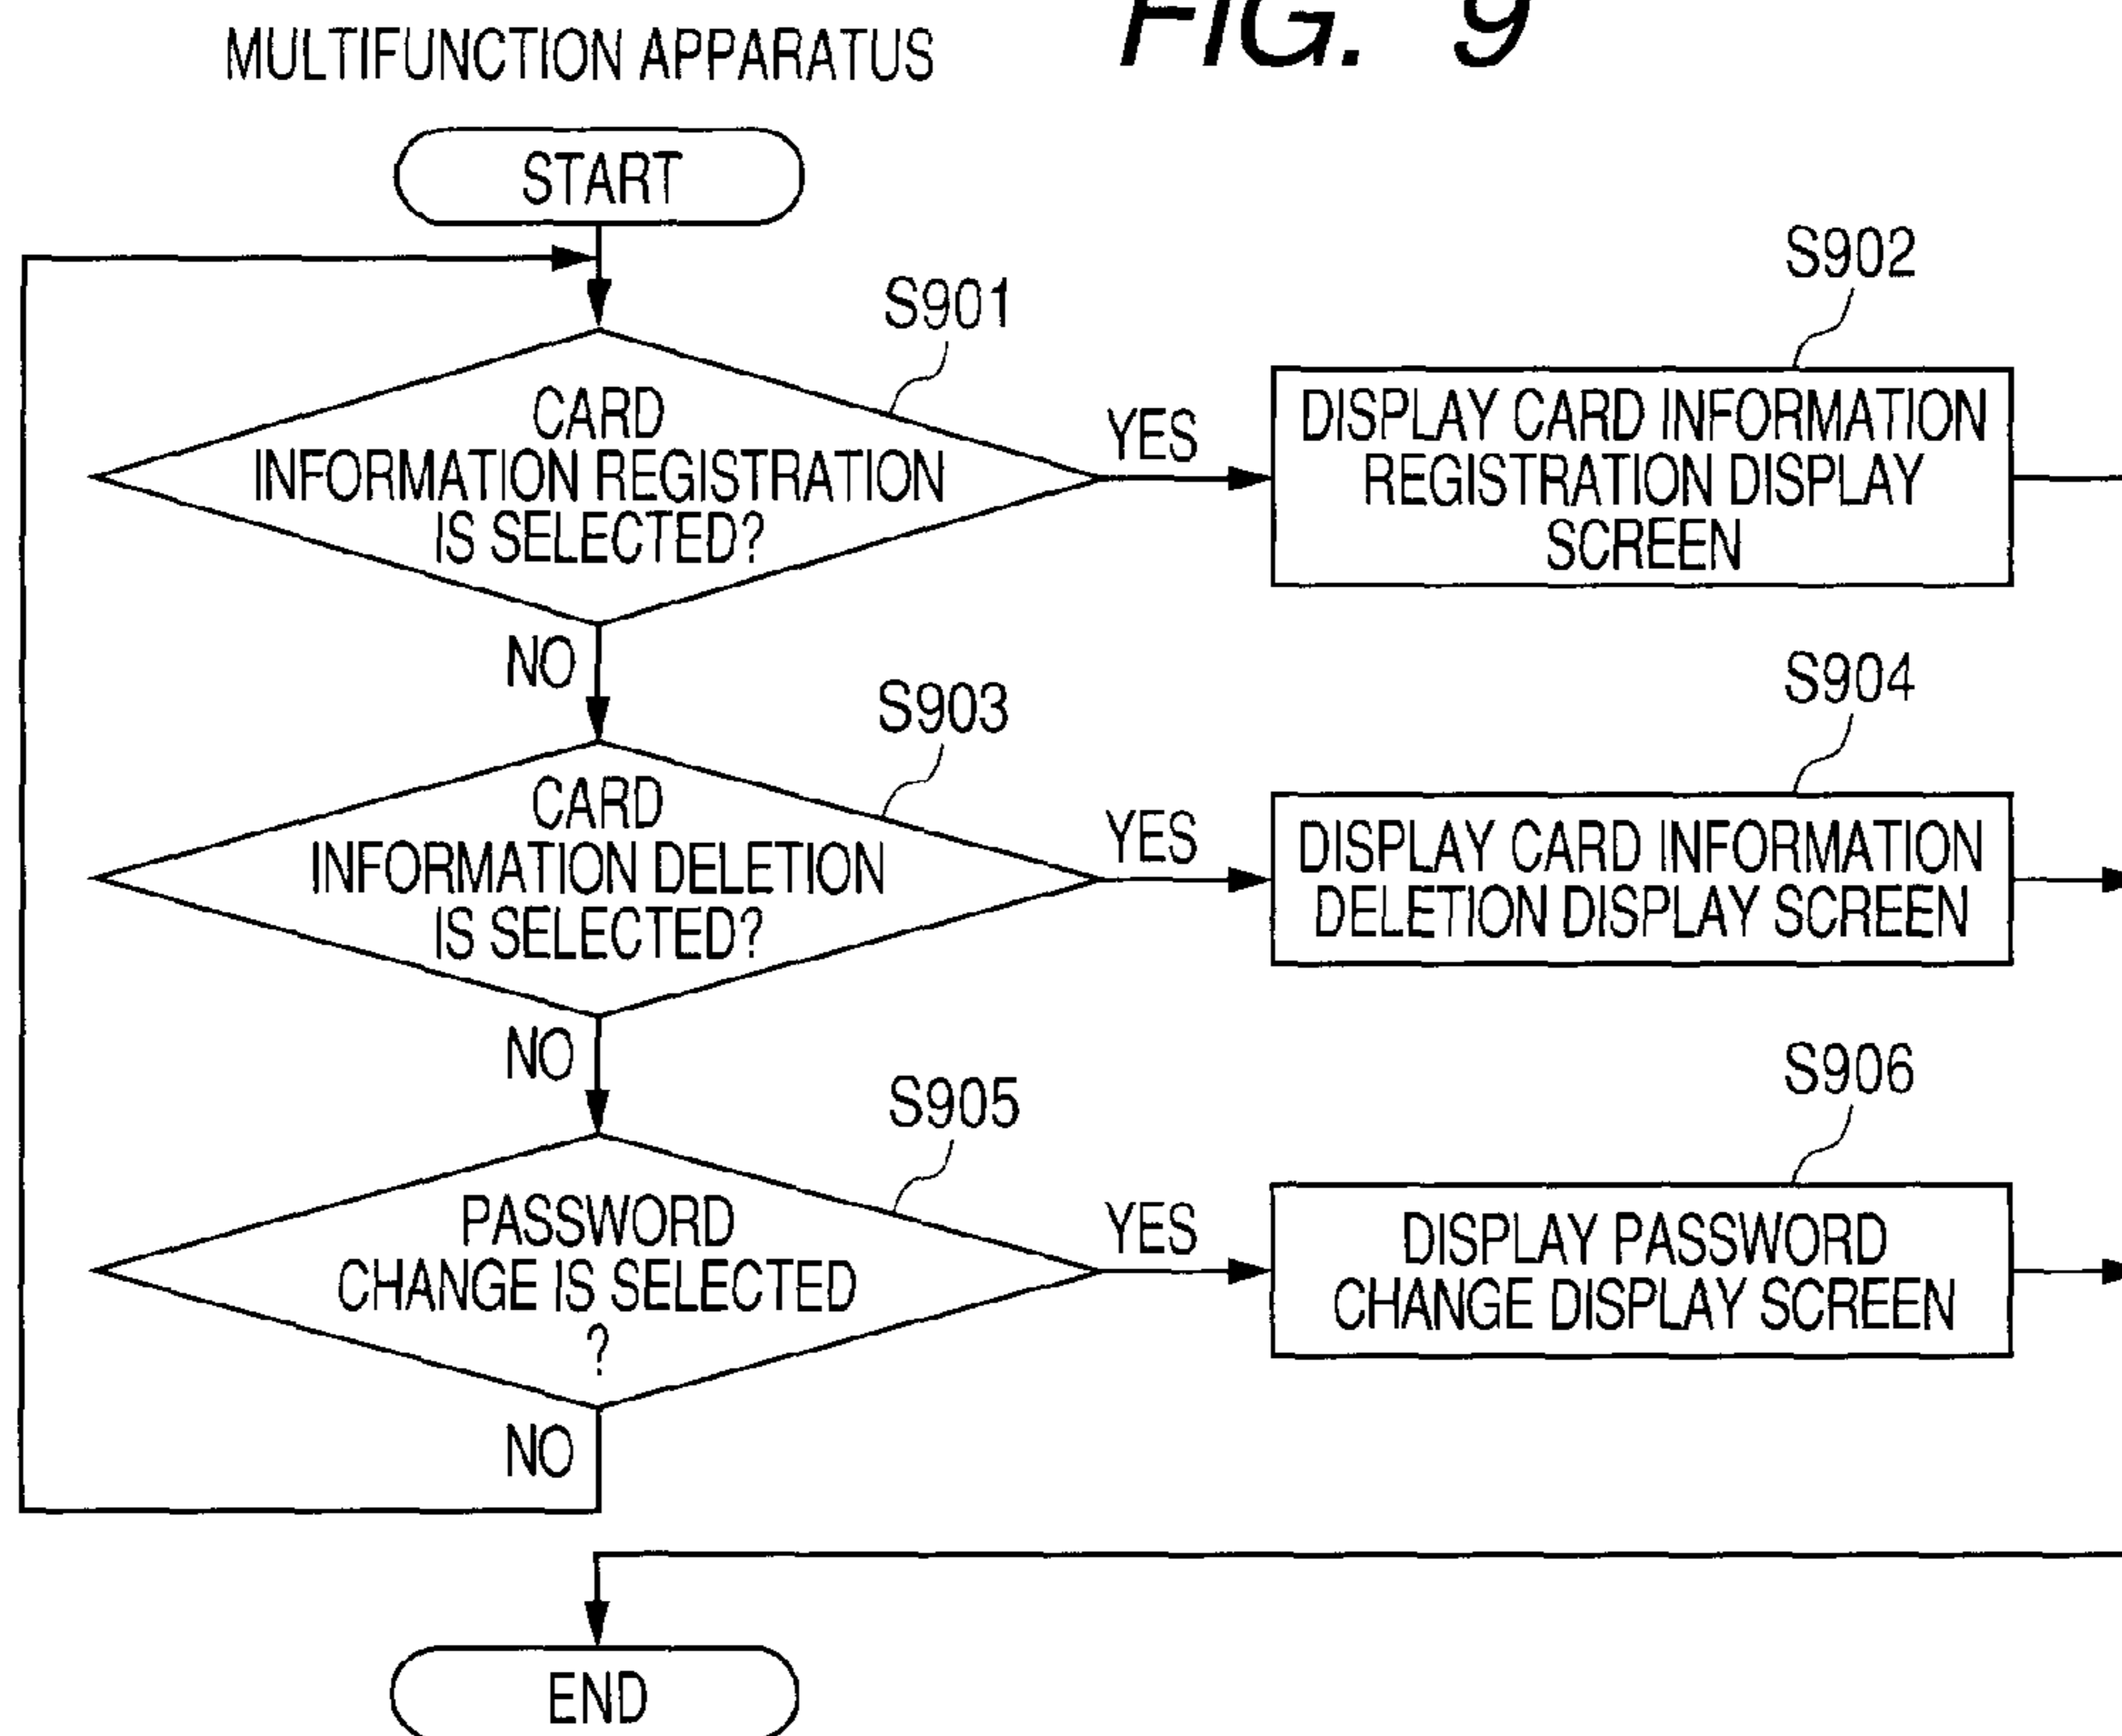 FIG. 9
MULTIFUNCTION APPARATUS
START
S901
CARD
INFORMATION REGISTRATION
IS SELECTED?
YES
S902
DISPLAY CARD INFORMATION
REGISTRATION DISPLAY
SCREEN
NO
S903
CARD
INFORMATION DELETION
IS SELECTED?
YES
S904
DISPLAY CARD INFORMATION
DELETION DISPLAY SCREEN
NO
S905
PASSWORD
CHANGE IS SELECTED
?
YES
S906
DISPLAY PASSWORD
CHANGE DISPLAY SCREEN
NO
END